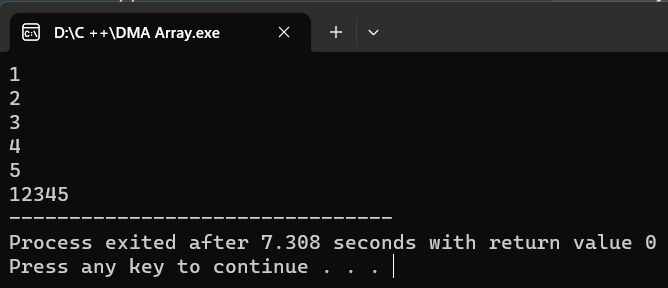 D:\C ++\DMA Array.exe
1
2
3
4
5
12345
--------------------------------
Process exited after 7.308 seconds with return value 0
Press any key to continue . . .